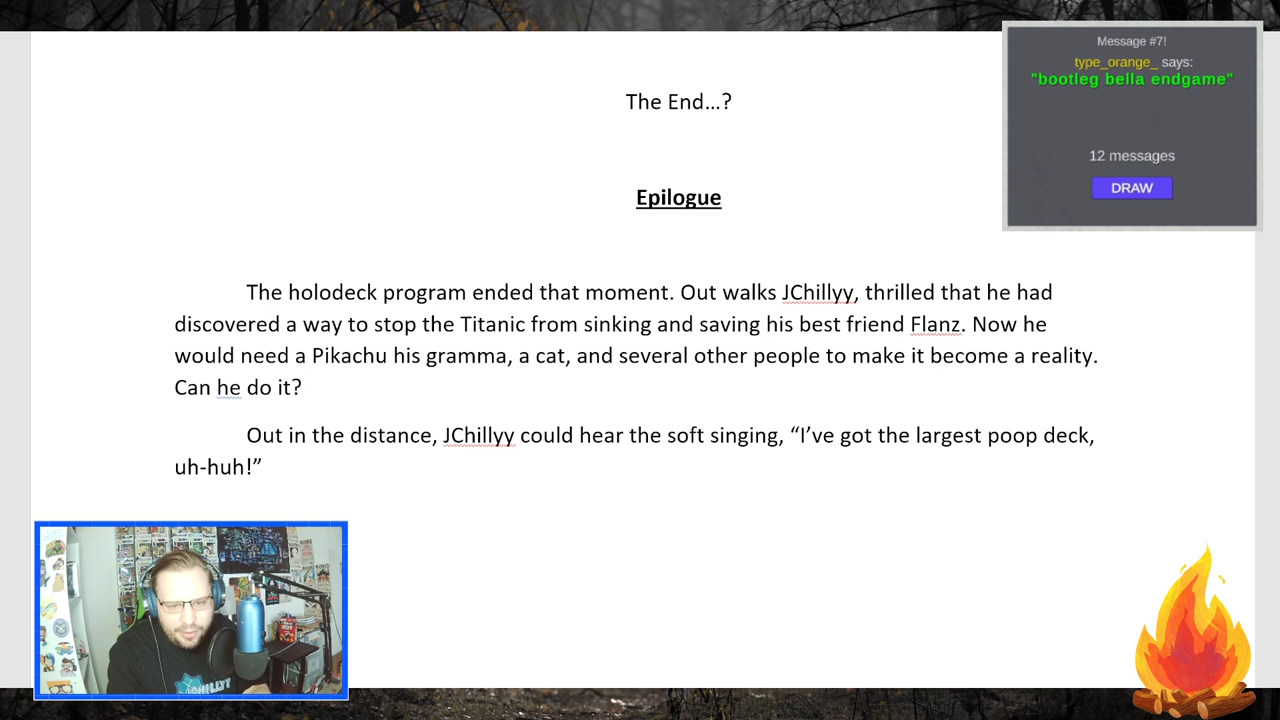 The End...?
Epilogue
The holodeck program ended that moment. Out walks JChillyy, thrilled that he had
discovered a way to stop the Titanic from sinking and saving his best friend Flanz. Now he
would need a Pikachu his gramma, a cat, and several other people to make it become a reality.
Can he do it?
Out in the distance, JChillyy could hear the soft singing, “I’ve got the largest poop deck,
uh-huh!”
Message #7!
type_orange_ says:
"bootleg bella endgame"
12 messages
DRAW